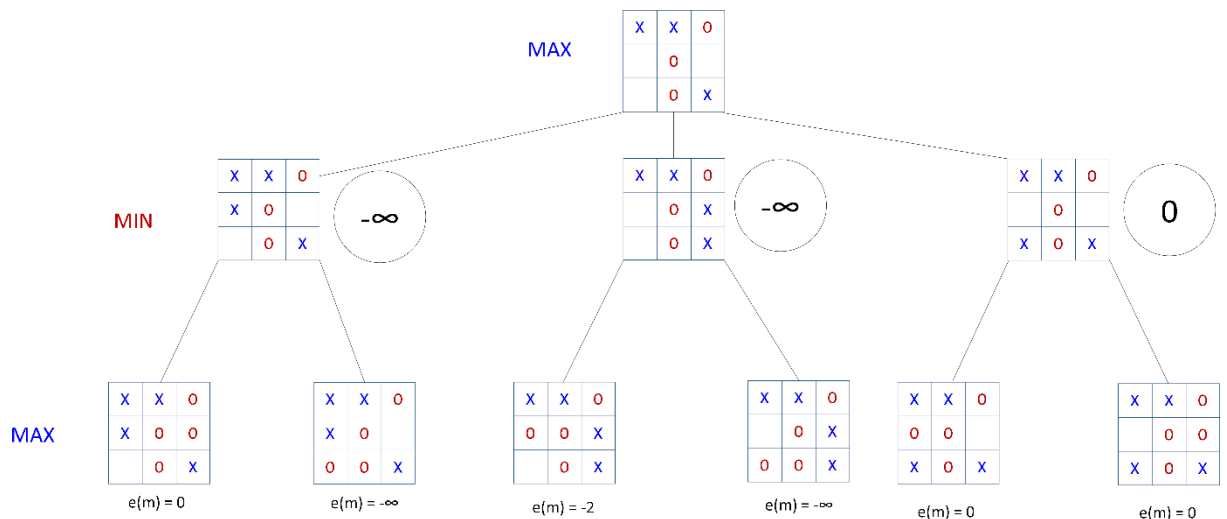 X X O
MAX
O
O X
X X O
X O
O X
-∞
X X O
O X
O X
-∞
X X O
O
X O X
0
MIN
X X O
X O O
O X
X X O
X O
O O X
X X O
O O X
O X
X X O
O X
O O X
X X O
O O
X O X
X X O
O O
X O X
MAX
e(m) = 0
e(m) = -∞
e(m) = -2
e(m) = -∞
e(m) = 0
e(m) = 0